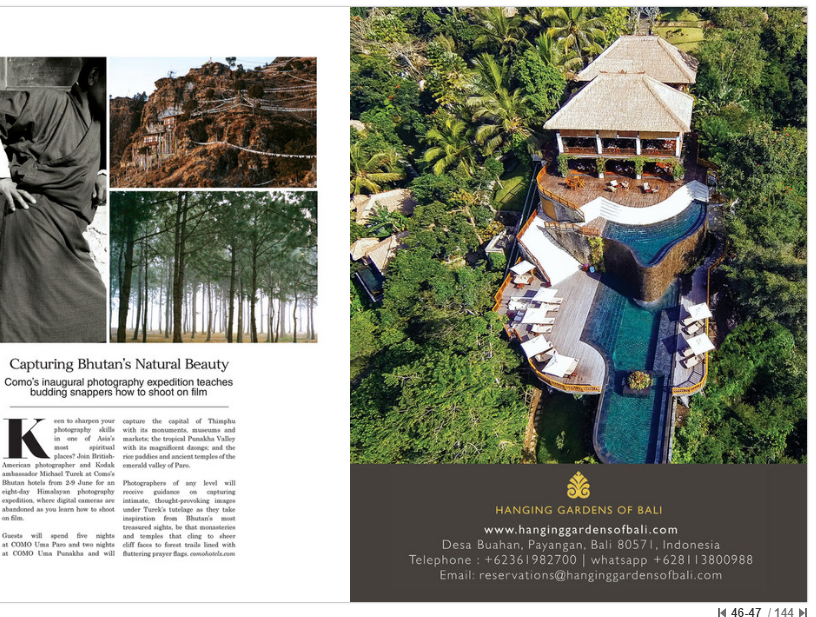 Capturing Bhutan's Natural Beauty
Como's inaugural photography expedition teaches
budding snappers how to shoot on film
Keen to sharpen your
photography skills
in one of Asia's
most spiritual
places? Join British-
American photographer and Kodak
ambassador Michael Turek at Como's
Bhutan hotels from 2-9 June for an
eight-day Himalayan photography
expedition, where digital cameras are
abandoned as you learn how to shoot
on film.
Guests will spend five nights
at COMO Uma Paro and two nights
at COMO Uma Punakha and will
capture the capital of Thimphu
with its monuments, museums and
markets; the tropical Punakha Valley
with its magnificent dzongs; and the
rice paddies and ancient temples of the
emerald valley of Paro.
Photographers of any level will
receive guidance on capturing
intimate, thought-provoking images
under Turek's tutelage as they take
inspiration from Bhutan's most
treasured sights, be that monasteries
and temples that cling to sheer
cliff faces to forest trails lined with
fluttering prayer flags. comohotels.com
HANGING GARDENS OF BALI
www.hanginggardensofbali.com
Desa Buahan, Payangan, Bali 80571, Indonesia
Telephone : +62361982700 | whatsapp +628113800988
Email: reservations@hanginggardensofbali.com
46-47 / 144